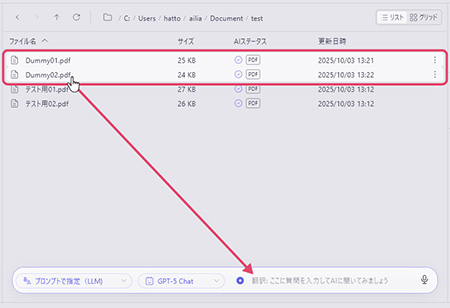 C: / Users / hatto / ailia / Document / test リスト グリッド
ファイル名 サイズ AIステータス 更新日時
Dummy01.pdf 25 KB PDF 2025/10/03 13:21
Dummy02.pdf 24 KB PDF 2025/10/03 13:22
テスト用01.pdf 27 KB PDF 2025/10/03 13:12
テスト用02.pdf 26 KB PDF 2025/10/03 13:12
プロンプトで指定 (LLM) GPT-5 Chat 翻訳: ここに質問を入力してAIに聞いてみましょう